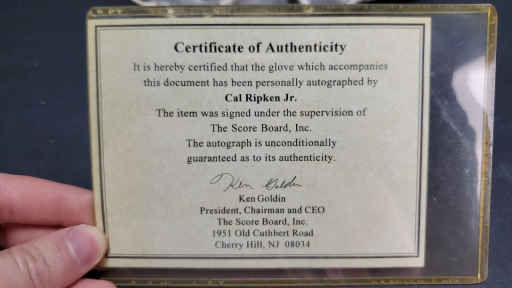 Certificate of Authenticity
It is hereby certified that the glove which accompanies
this document has been personally autographed by
Cal Ripken Jr.
The item was signed under the supervision of
The Score Board, Inc.
The autograph is unconditionally
guaranteed as to its authenticity.
Ken Goldin
Ken Goldin
President, Chairman and CEO
The Score Board, Inc.
1951 Old Cuthbert Road
Cherry Hill, NJ 08034